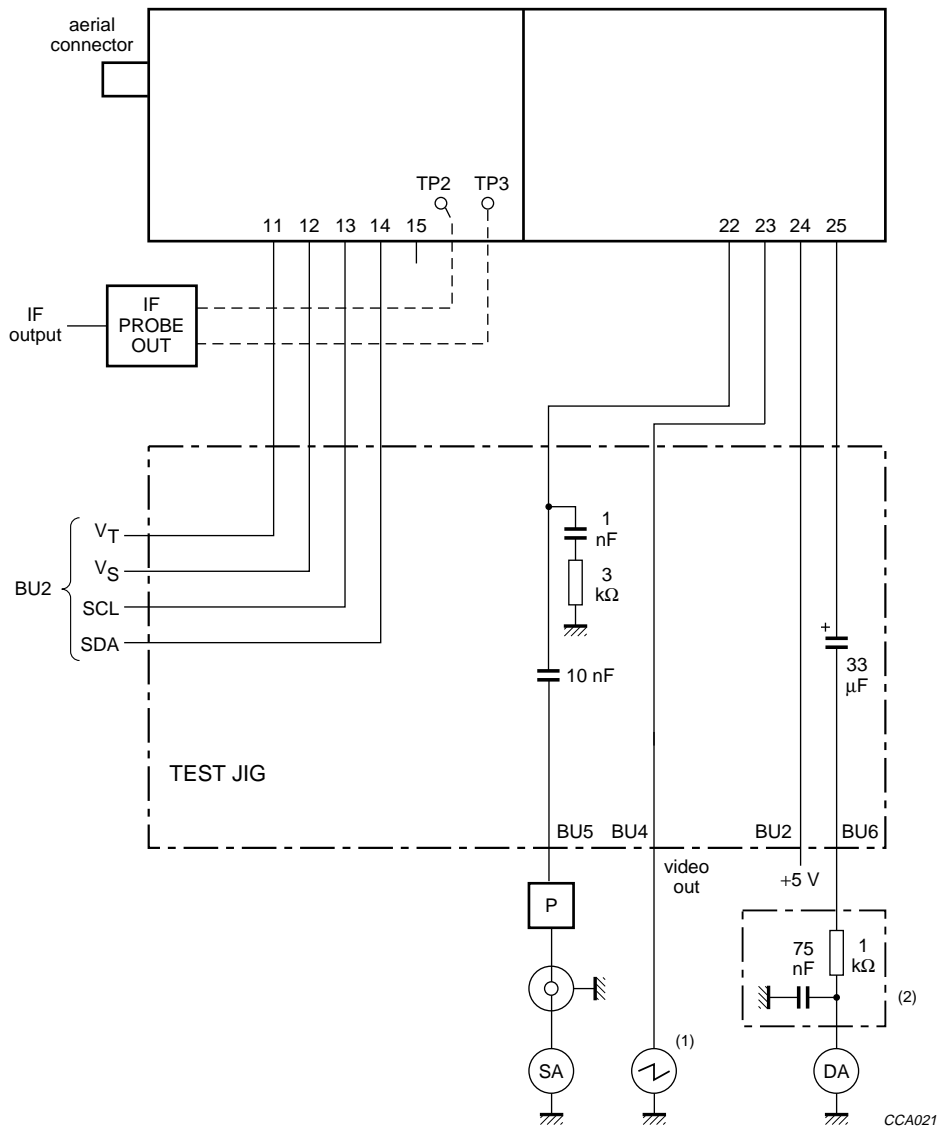 aerial
connector
TP2 TP3
11 12 13 14 15 22 23 24 25
IF
output
IF
PROBE
OUT
BU2
VT
VS
SCL
SDA
1
nF
3
kΩ
10 nF
+
33
μF
TEST JIG
BU5 BU4 BU2 BU6
video
out
+5 V
P
75
nF
1
kΩ
(2)
SA
(1)
DA
CCA021